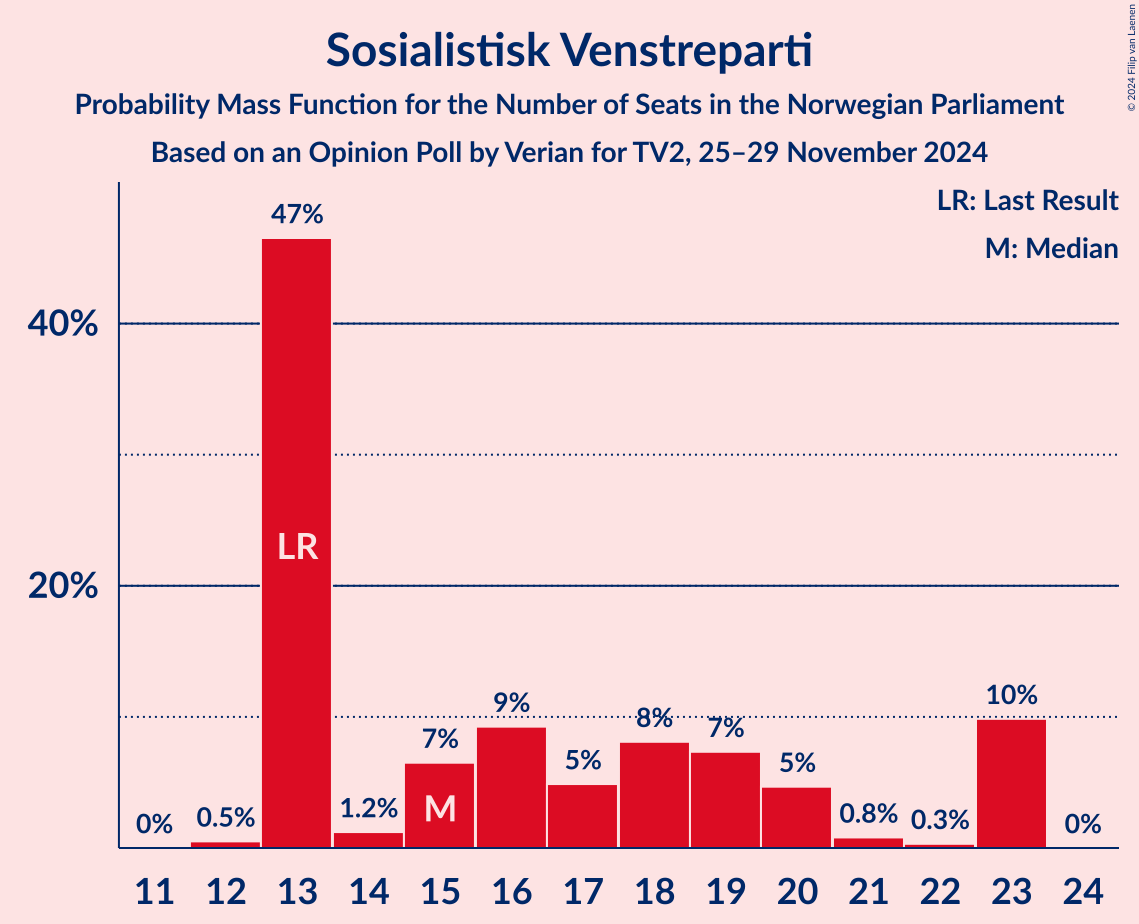 Sosialistisk Venstreparti
Probability Mass Function for the Number of Seats in the Norwegian Parliament
Based on an Opinion Poll by Verian for TV2, 25–29 November 2024
© 2024 Filip van Laenen
LR: Last Result
M: Median
40%
20%
0%
0.5%
47%
1.2%
7%
9%
5%
8%
7%
5%
0.8%
0.3%
10%
0%
LR
M
11 12 13 14 15 16 17 18 19 20 21 22 23 24